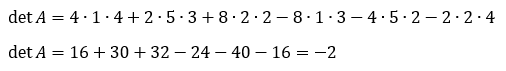 det A = 4 · 1 · 4 + 2 · 5 · 3 + 8 · 2 · 2 − 8 · 1 · 3 − 4 · 5 · 2 − 2 · 2 · 4
det A = 16 + 30 + 32 − 24 − 40 − 16 = −2